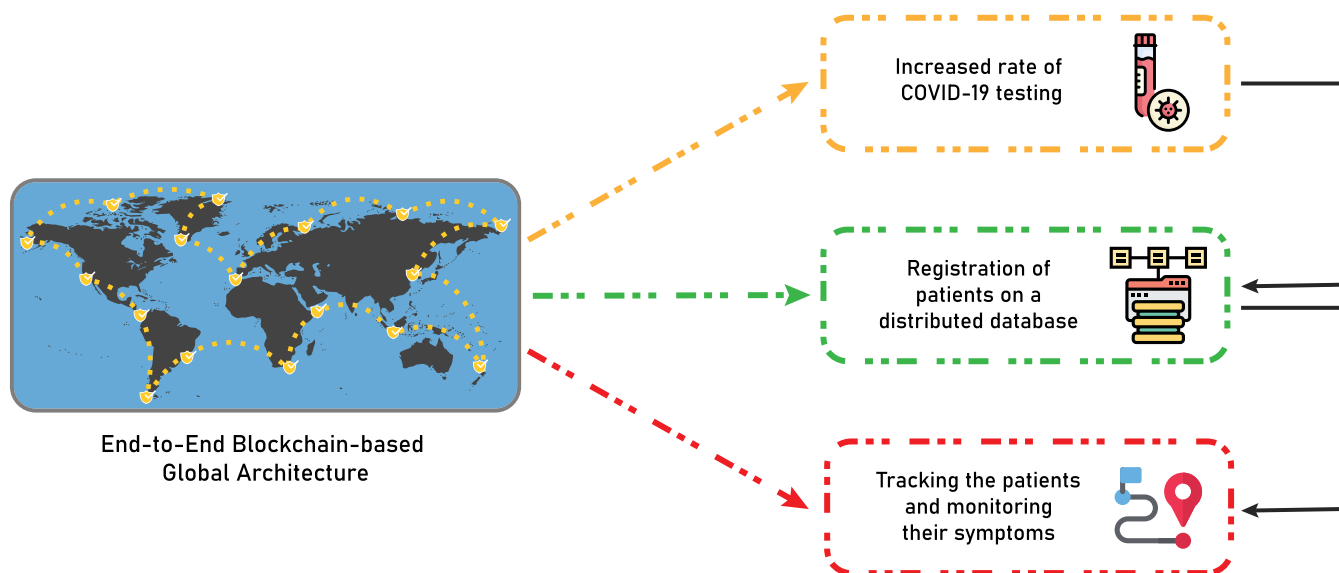 Increased rate of
COVID-19 testing
Registration of
patients on a
distributed database
End-to-End Blockchain-based
Global Architecture
Tracking the patients
and monitoring
their symptoms